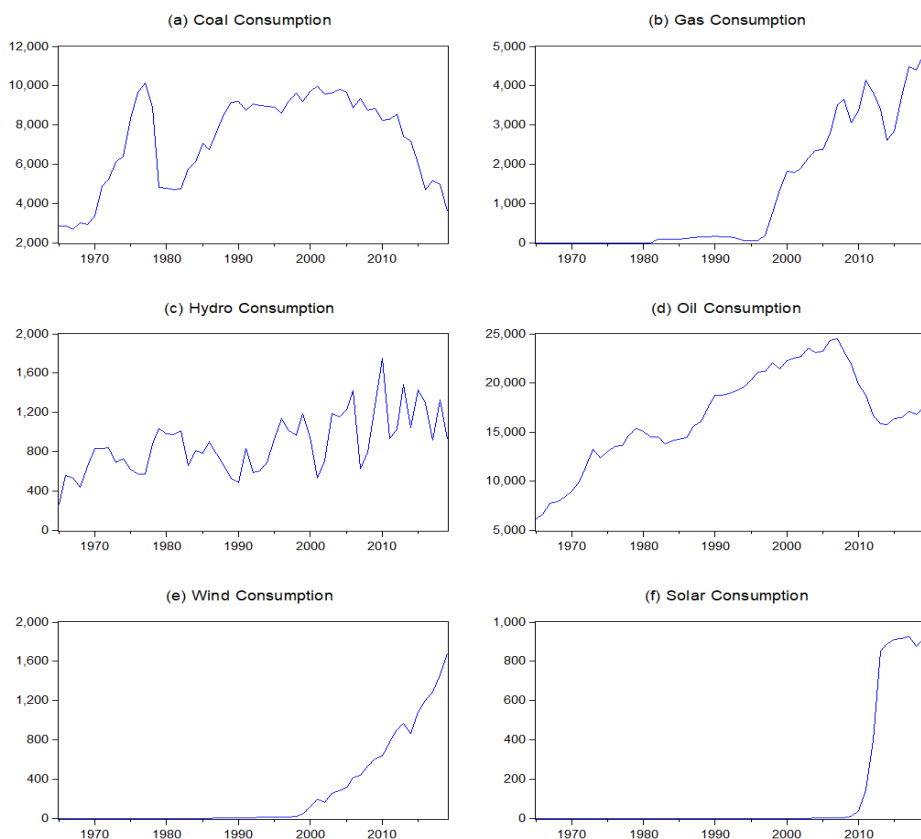 (a) Coal Consumption
12,000
10,000
8,000
6,000
4,000
2,000
1970 1980 1990 2000 2010
(b) Gas Consumption
5,000
4,000
3,000
2,000
1,000
0
1970 1980 1990 2000 2010
(c) Hydro Consumption
2,000
1,600
1,200
800
400
0
1970 1980 1990 2000 2010
(d) Oil Consumption
25,000
20,000
15,000
10,000
5,000
1970 1980 1990 2000 2010
(e) Wind Consumption
2,000
1,600
1,200
800
400
0
1970 1980 1990 2000 2010
(f) Solar Consumption
1,000
800
600
400
200
0
1970 1980 1990 2000 2010